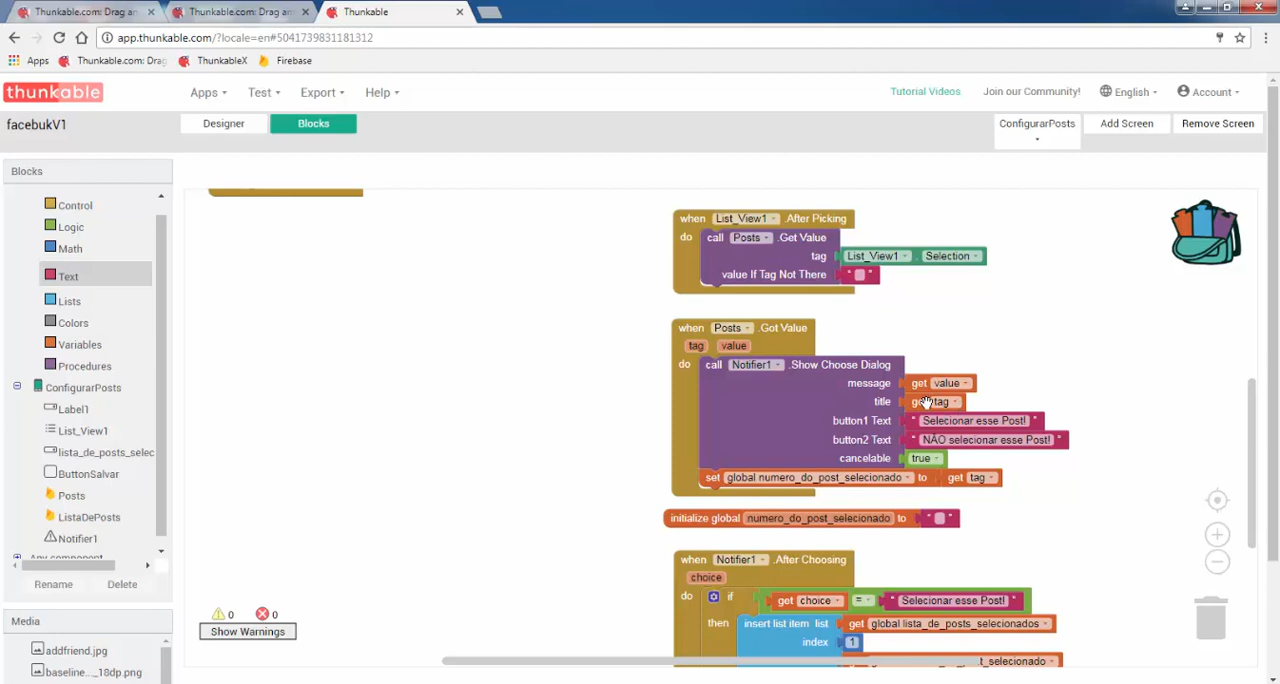 Thunkable.com: Drag an
Thunkable.com: Drag an
Thunkable
app.thunkable.com/?locale=en#5041739831181312
Apps
Thunkable.com: Drag
ThunkableX
Firebase
thunkable
Apps
Test
Export
Help
Tutorial Videos
Join our Community!
English
Account
facebukV1
Designer
Blocks
ConfigurarPosts
Add Screen
Remove Screen
Blocks
Control
Logic
Math
Text
Lists
Colors
Variables
Procedures
ConfigurarPosts
Label1
List_View1
lista_de_posts_selec
ButtonSalvar
Posts
ListaDePosts
Notifier1
Any component
Rename
Delete
Media
addfriend.jpg
baseline..._18dp.png
when List_View1 .After Picking
do call Posts .Get Value
tag List_View1 . Selection
value If Tag Not There " "
when Posts .Got Value
tag value
do call Notifier1 .Show Choose Dialog
message get value
title get tag
button1 Text " Selecionar esse Post! "
button2 Text " NÃO selecionar esse Post! "
cancelable true
set global numero_do_post_selecionado to get tag
initialize global numero_do_post_selecionado to " "
when Notifier1 .After Choosing
choice
do if get choice = " Selecionar esse Post! "
then insert list item list get global lista_de_posts_selecionados
index 1
t_selecionado
0 0
Show Warnings